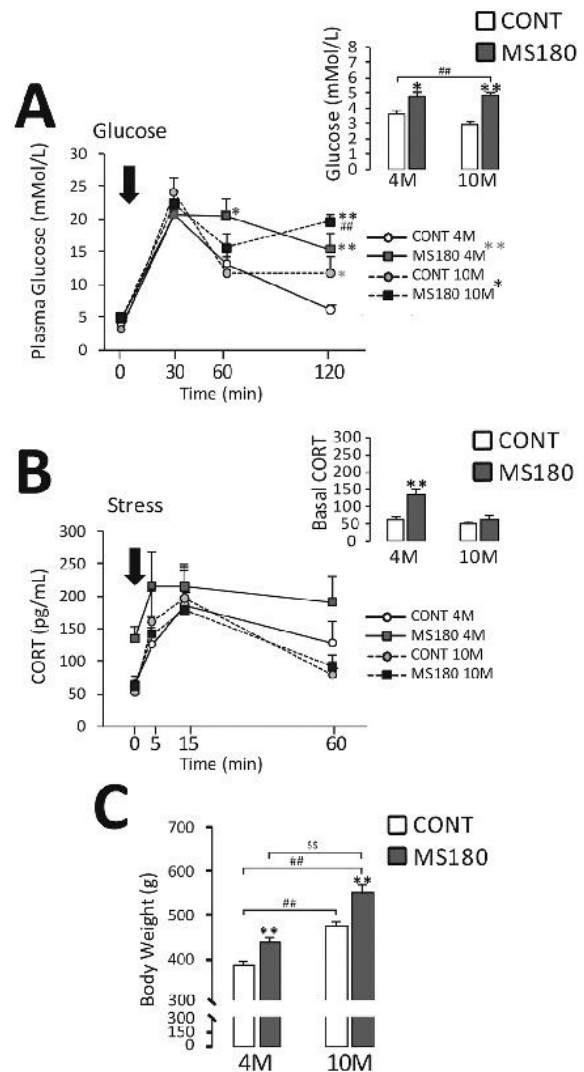 CONT
MS180
A
Glucose
Glucose (mMol/L)
8
7
6
5
4
3
2
1
0
*
##
**
4M
10M
Plasma Glucose (mMol/L)
30
25
20
15
10
5
0
*
**
##
**
*
CONT 4M
MS180 4M **
CONT 10M
MS180 10M *
0
30
60
120
Time (min)
B
Stress
CONT
MS180
Basal CORT
300
250
200
150
100
50
0
**
4M
10M
CORT (pg/mL)
300
250
200
150
100
50
0
CONT 4M
MS180 4M
CONT 10M
MS180 10M
0 5 15 60
Time (min)
C
CONT
MS180
Body Weight (g)
700
600
500
400
300
300
150
0
$$
##
##
**
**
4M
10M